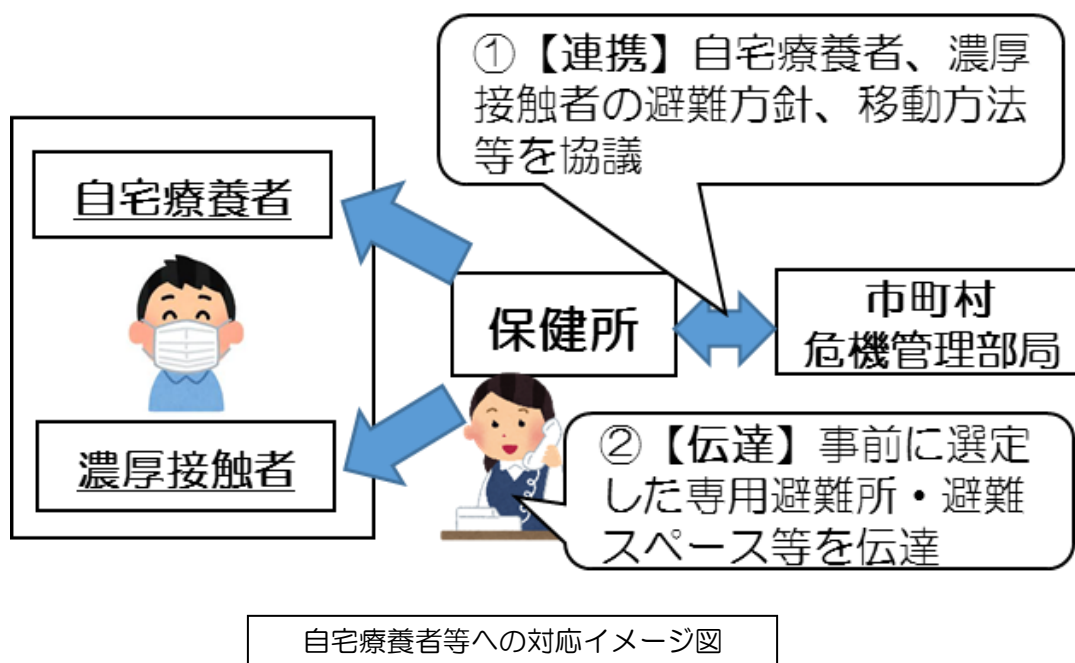 ①【連携】自宅療養者、濃厚
接触者の避難方針、移動方法
等を協議
自宅療養者
保健所
市町村
危機管理部局
濃厚接触者
②【伝達】事前に選定
した専用避難所・避難
スペース等を伝達
自宅療養者等への対応イメージ図